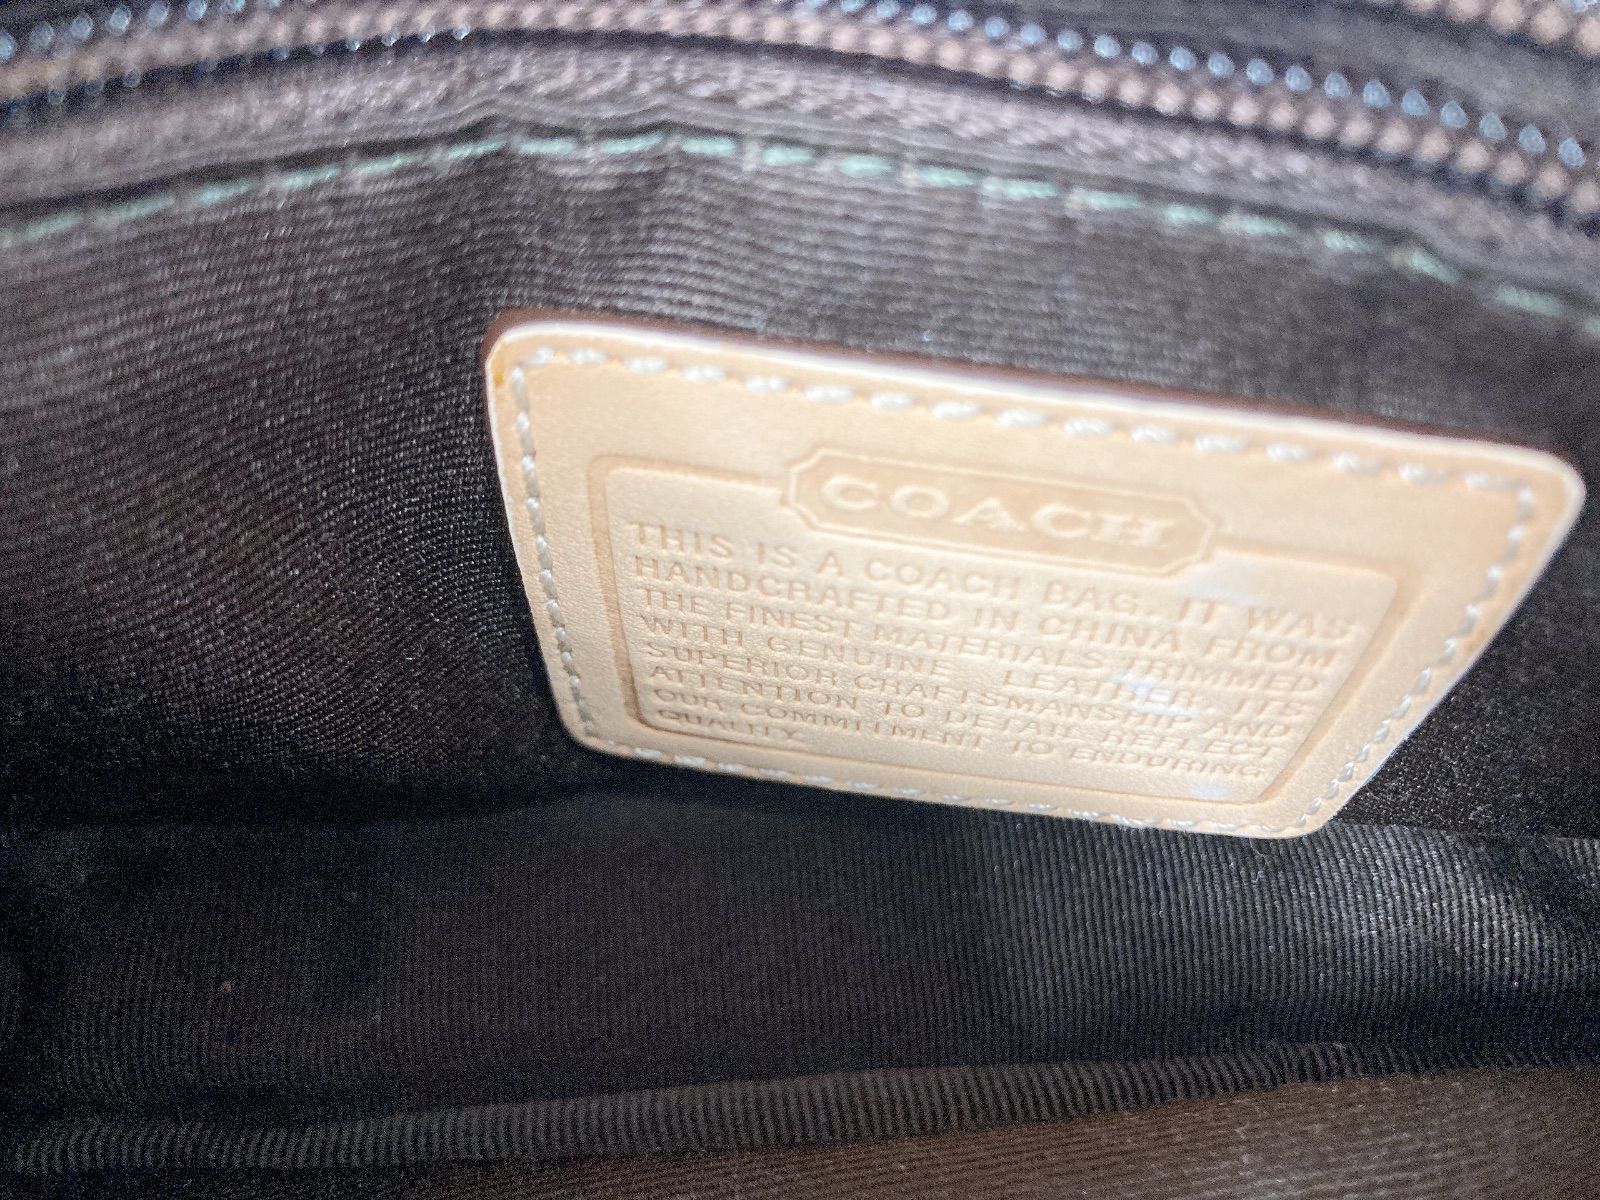 COACH
THIS IS A COACH BAG. IT WAS
HANDCRAFTED IN CHINA FROM
THE FINEST MATERIALS TRIMMED
WITH GENUINE LEATHER. ITS
SUPERIOR CRAFTSMANSHIP AND
ATTENTION TO DETAIL REFLECT
OUR COMMITMENT TO ENDURING
QUALITY.